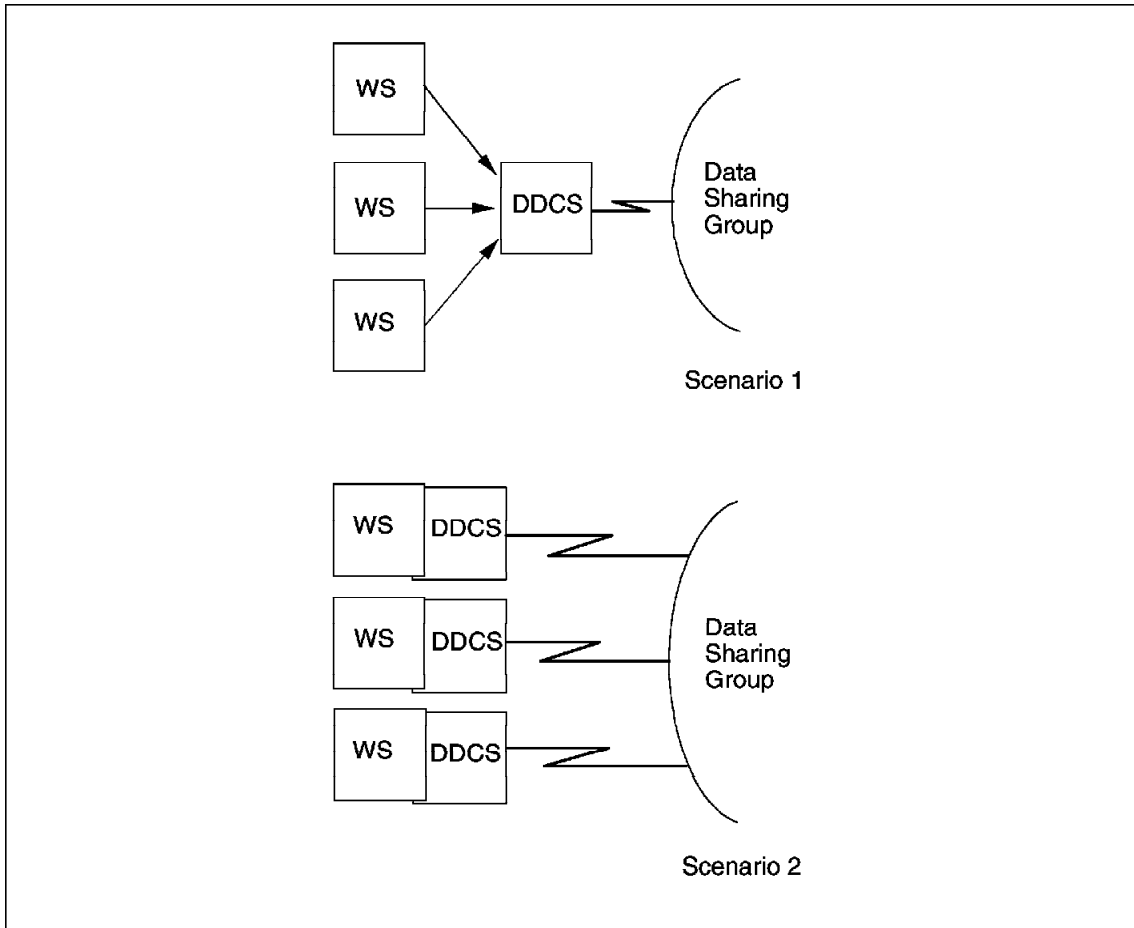 WS
WS
WS
DDCS
Data
Sharing
Group
Scenario 1
WS
DDCS
WS
DDCS
WS
DDCS
Data
Sharing
Group
Scenario 2